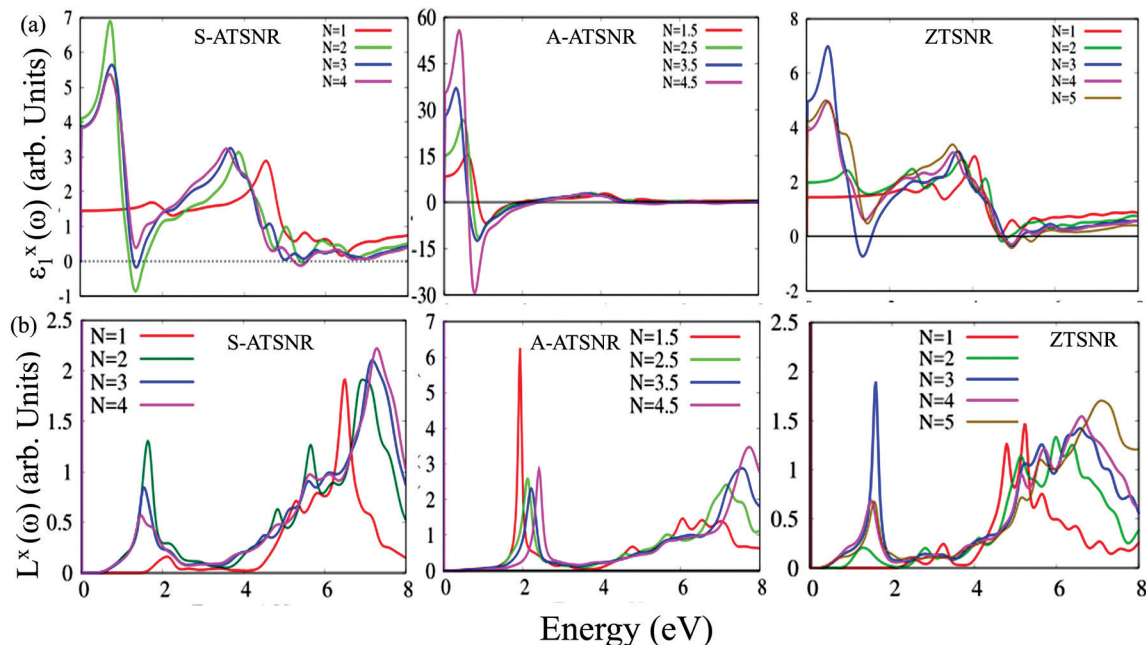 (a)
ε₁ˣ(ω) (arb. Units)
S-ATSNR
N=1
N=2
N=3
N=4
7
6
5
4
3
2
1
0
-1
A-ATSNR
N=1.5
N=2.5
N=3.5
N=4.5
60
45
30
15
0
-15
-30
ZTSNR
N=1
N=2
N=3
N=4
N=5
8
6
4
2
0
2
2 4 6
(b)
Lˣ(ω) (arb. Units)
S-ATSNR
N=1
N=2
N=3
N=4
2.5
2
1.5
1
0.5
0
0 2 4 6 8
A-ATSNR
N=1.5
N=2.5
N=3.5
N=4.5
7
6
5
4
3
2
1
0
0 2 4 6 8
ZTSNR
N=1
N=2
N=3
N=4
N=5
2.5
2
1.5
1
0.5
0
0 2 4 6 8
Energy (eV)